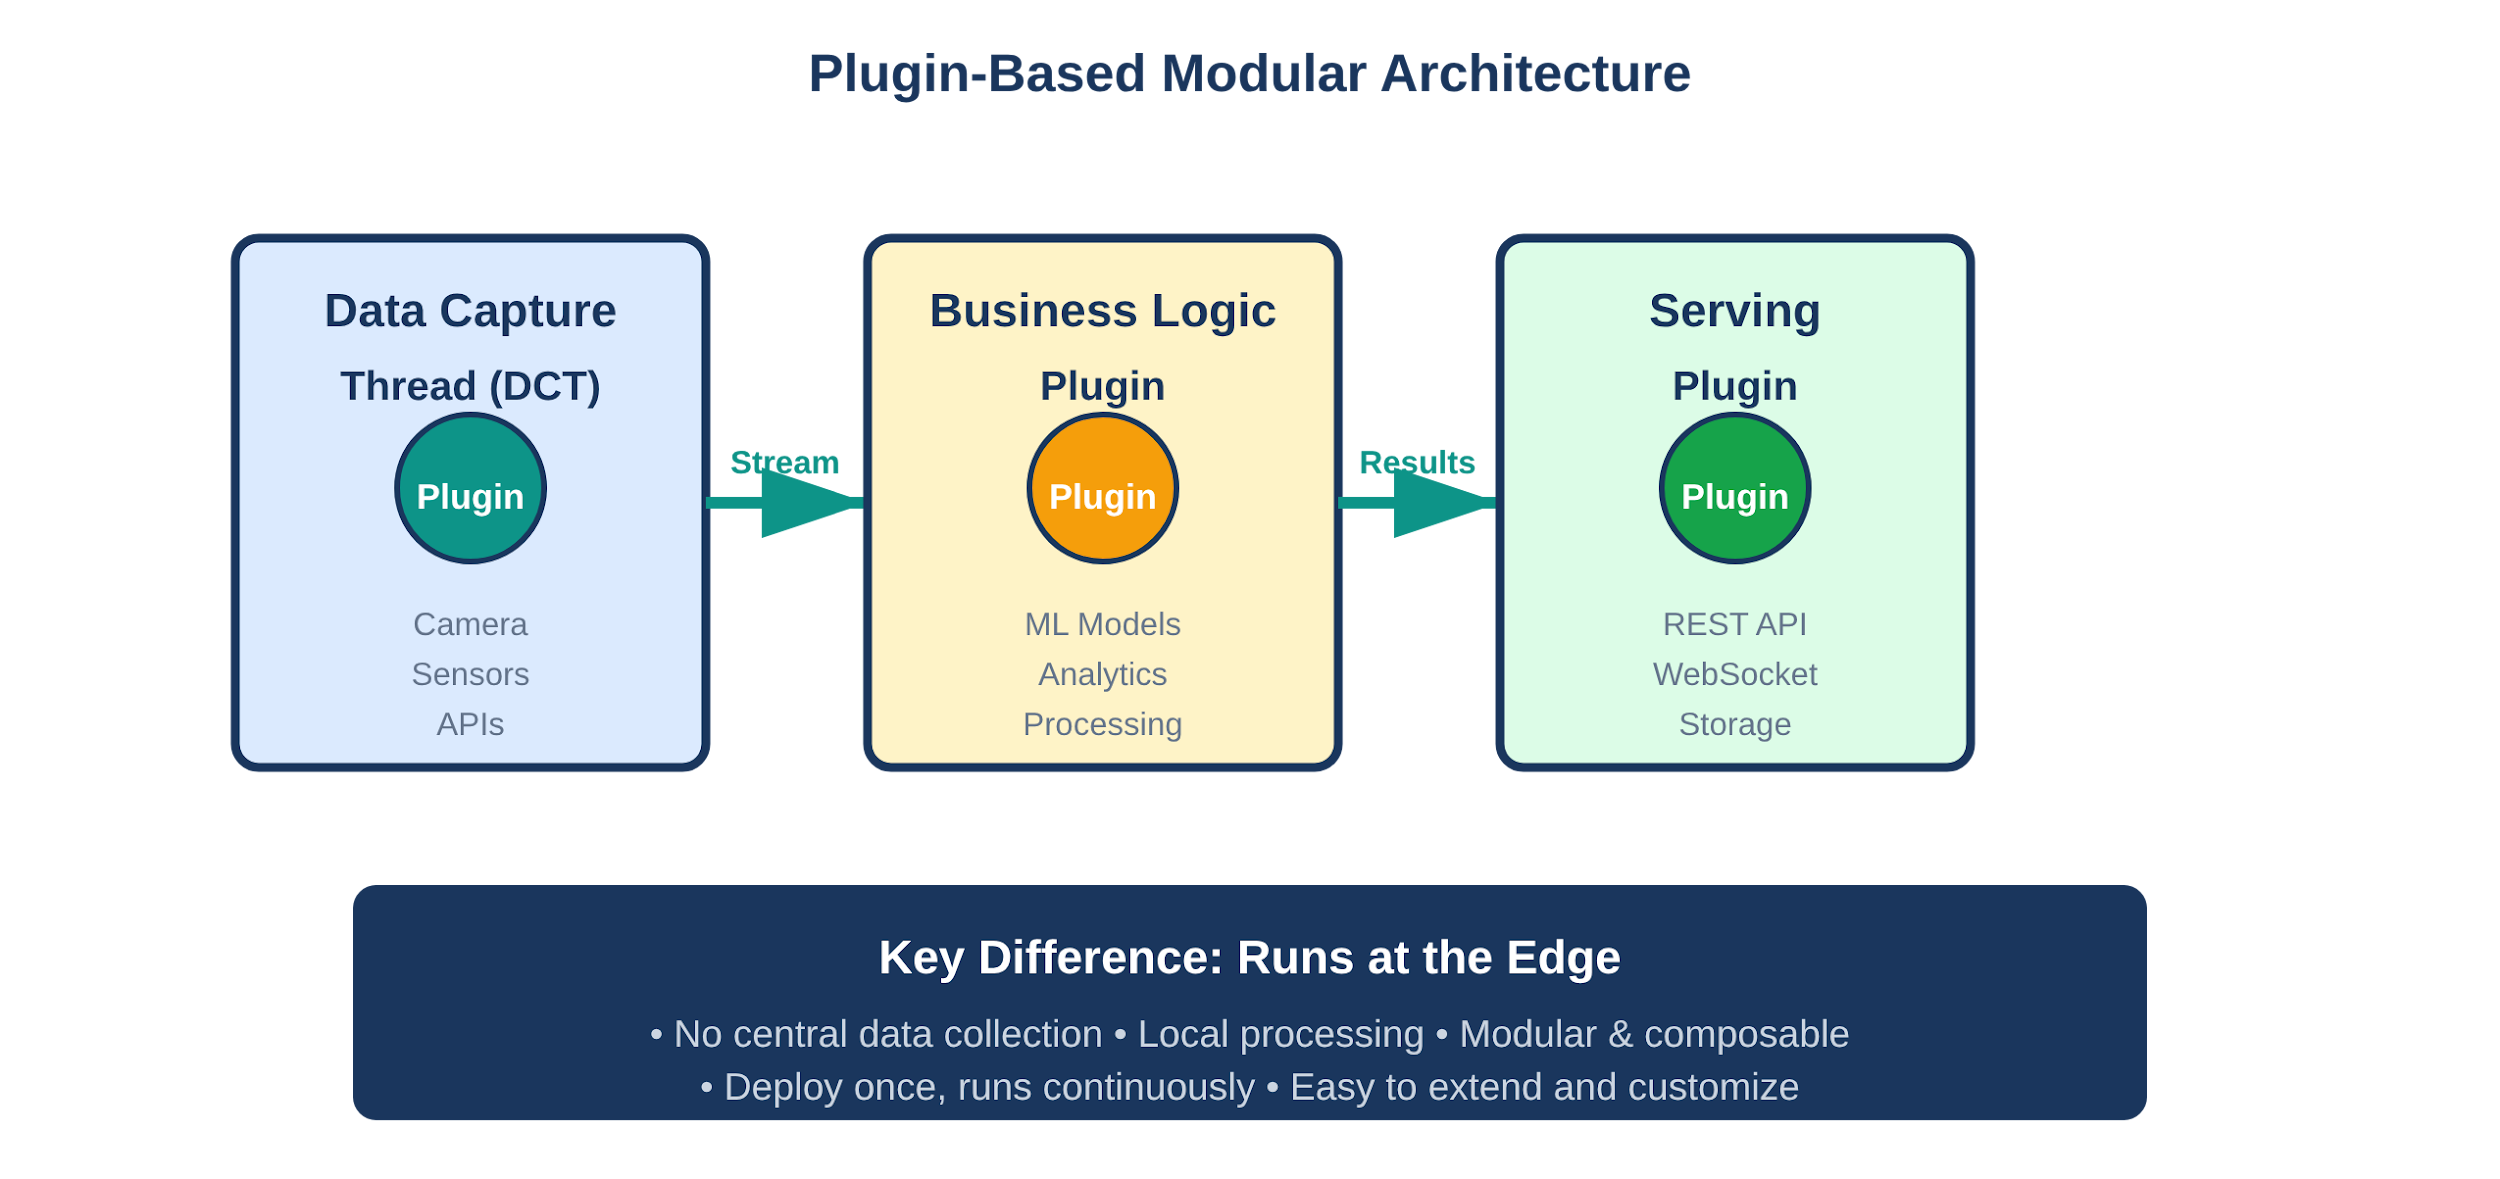 Plugin-Based Modular Architecture
Data Capture
Thread (DCT)
Plugin
Camera
Sensors
APIs
Stream
Business Logic
Plugin
Plugin
ML Models
Analytics
Processing
Results
Serving
Plugin
Plugin
REST API
WebSocket
Storage
Key Difference: Runs at the Edge
• No central data collection • Local processing • Modular & composable
• Deploy once, runs continuously • Easy to extend and customize